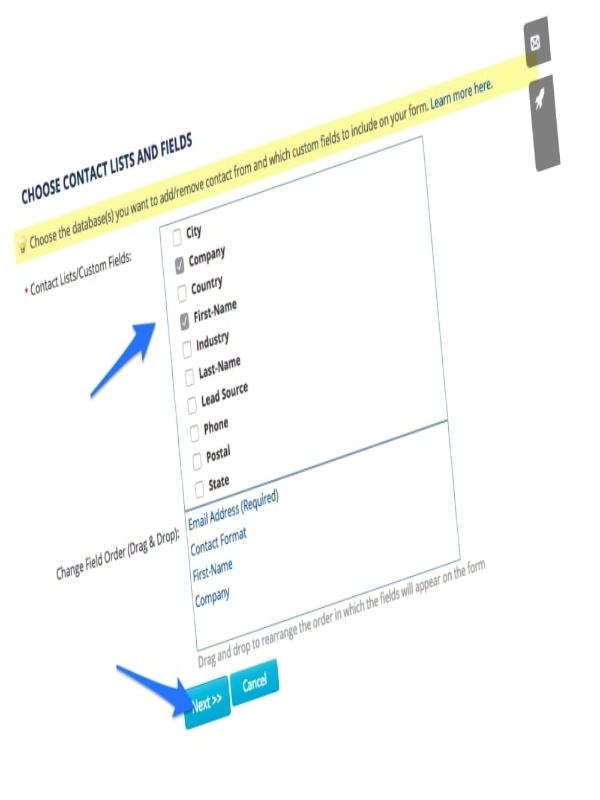 CHOOSE CONTACT LISTS AND FIELDS
Choose the database(s) you want to add/remove contact from and which custom fields to include on your form. Learn more here.
* Contact Lists/Custom Fields:
City
Company
Country
First-Name
Industry
Last-Name
Lead Source
Phone
Postal
State
Change Field Order (Drag & Drop):
Email Address (Required)
Contact Format
First-Name
Company
Drag and drop to rearrange the order in which the fields will appear on the form
Next >>
Cancel